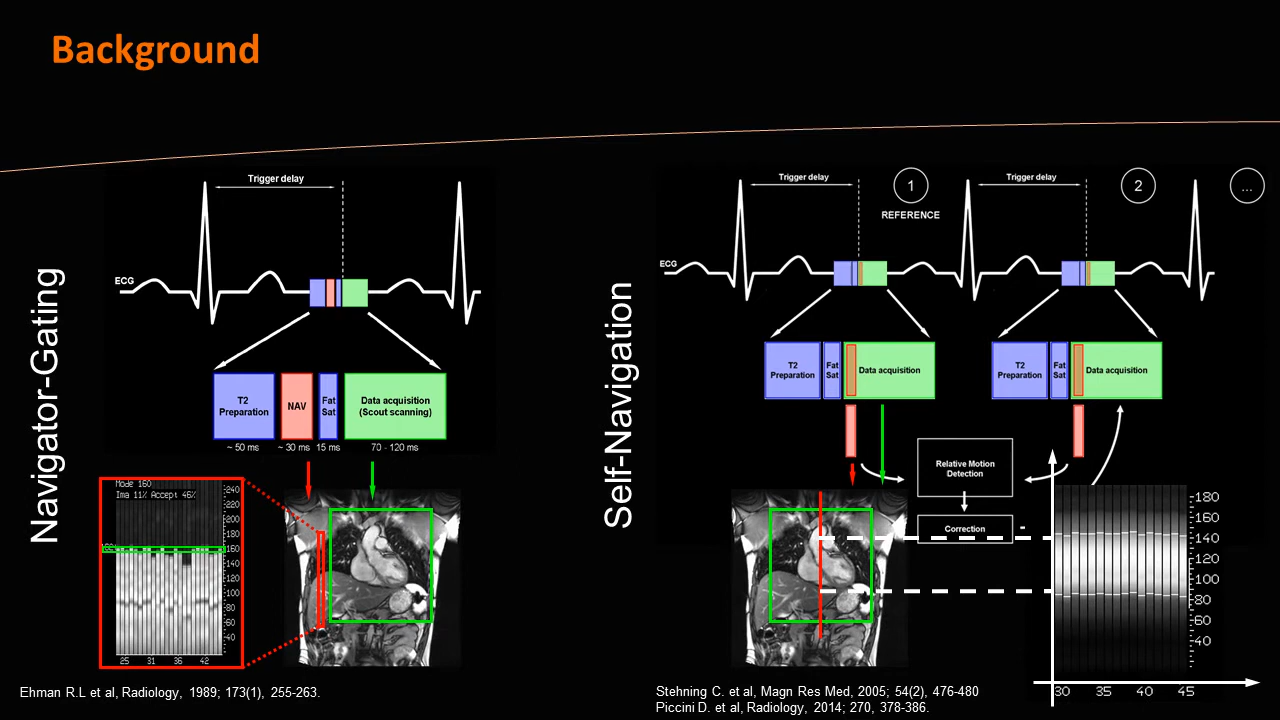 Background
Navigator-Gating
Trigger delay
ECG
T2
Preparation
NAV
Fat
Sat
Data acquisition
(Scout scanning)
~ 50 ms
~ 30 ms
15 ms
70 - 120 ms
Mode 160
Ima 11% Accept 46%
240
220
200
180
160
140
120
100
80
60
40
25 31 36 42
Ehman R.L et al, Radiology, 1989; 173(1), 255-263.
Self-Navigation
Trigger delay
1
REFERENCE
Trigger delay
2
...
ECG
T2
Preparation
Fat
Sat
Data acquisition
T2
Preparation
Fat
Sat
Data acquisition
Relative Motion
Detection
Correction
-
180
160
140
120
100
80
60
40
30 35 40 45
Stehning C. et al, Magn Res Med, 2005; 54(2), 476-480
Piccini D. et al, Radiology, 2014; 270, 378-386.